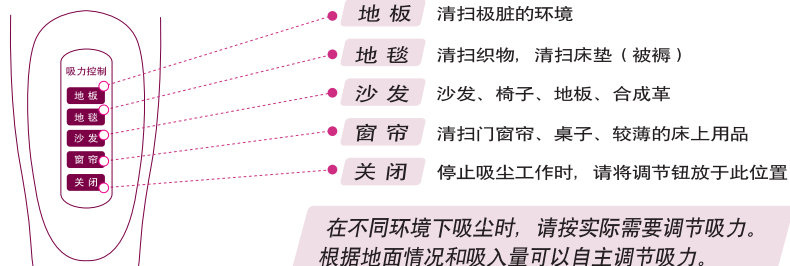 吸力控制
地板
地毯
沙发
窗帘
关闭
地板 清扫极脏的环境
地毯 清扫织物，清扫床垫（被褥）
沙发 沙发、椅子、地板、合成革
窗帘 清扫门窗帘、桌子、较薄的床上用品
关闭 停止吸尘工作时，请将调节钮放于此位置
在不同环境下吸尘时，请按实际需要调节吸力。
根据地面情况和吸入量可以自主调节吸力。